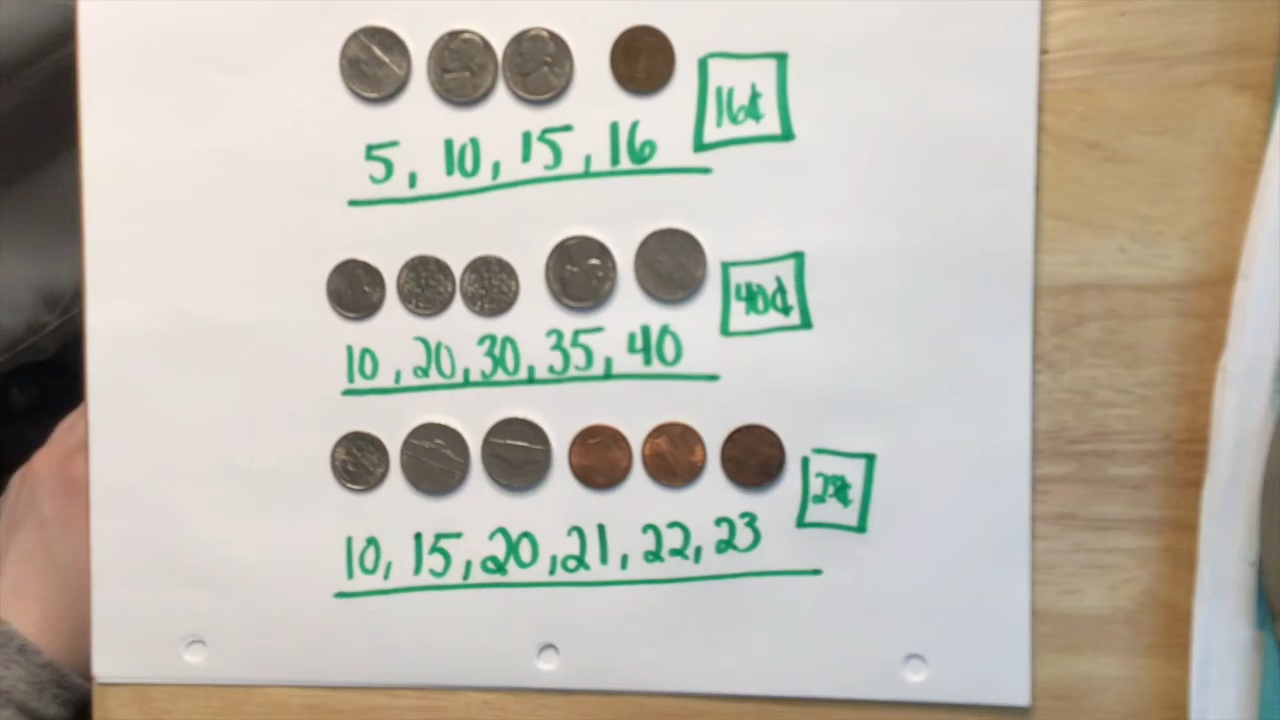 16¢
5, 10, 15, 16
40¢
10, 20, 30, 35, 40
23¢
10, 15, 20, 21, 22, 23